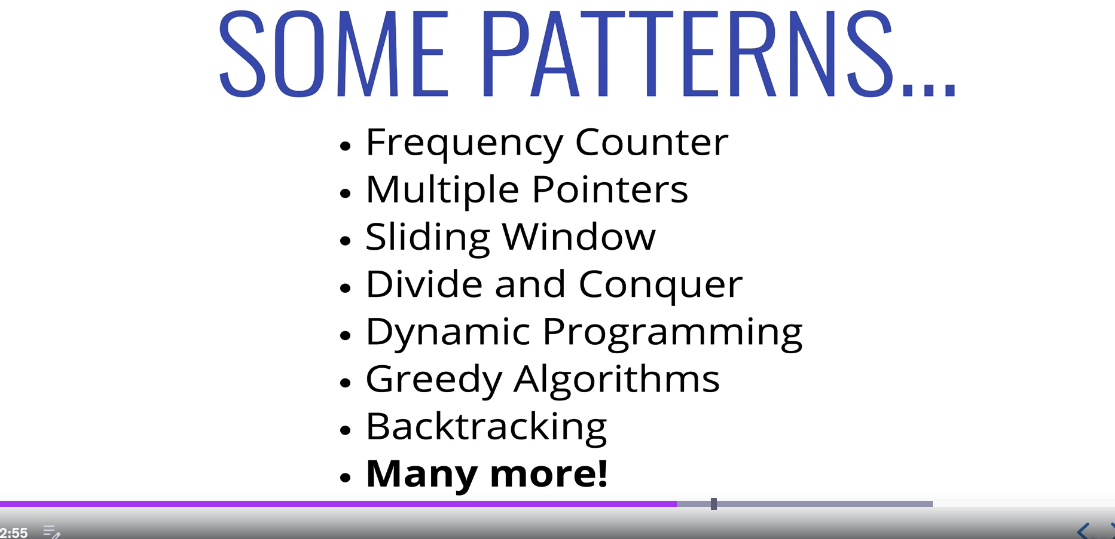 SOME PATTERNS...
• Frequency Counter
• Multiple Pointers
• Sliding Window
• Divide and Conquer
• Dynamic Programming
• Greedy Algorithms
• Backtracking
• Many more!
2:55